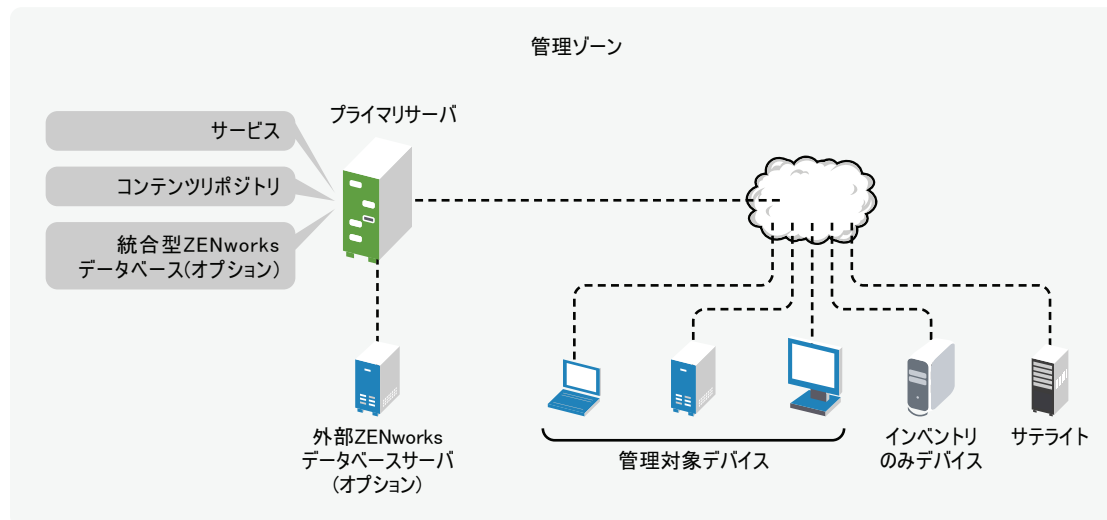 管理ゾーン
プライマリサーバ
サービス
コンテンツリポジトリ
統合型ZENworks
データベース(オプション)
外部ZENworks
データベースサーバ
(オプション)
管理対象デバイス
インベントリ
のみデバイス
サテライト